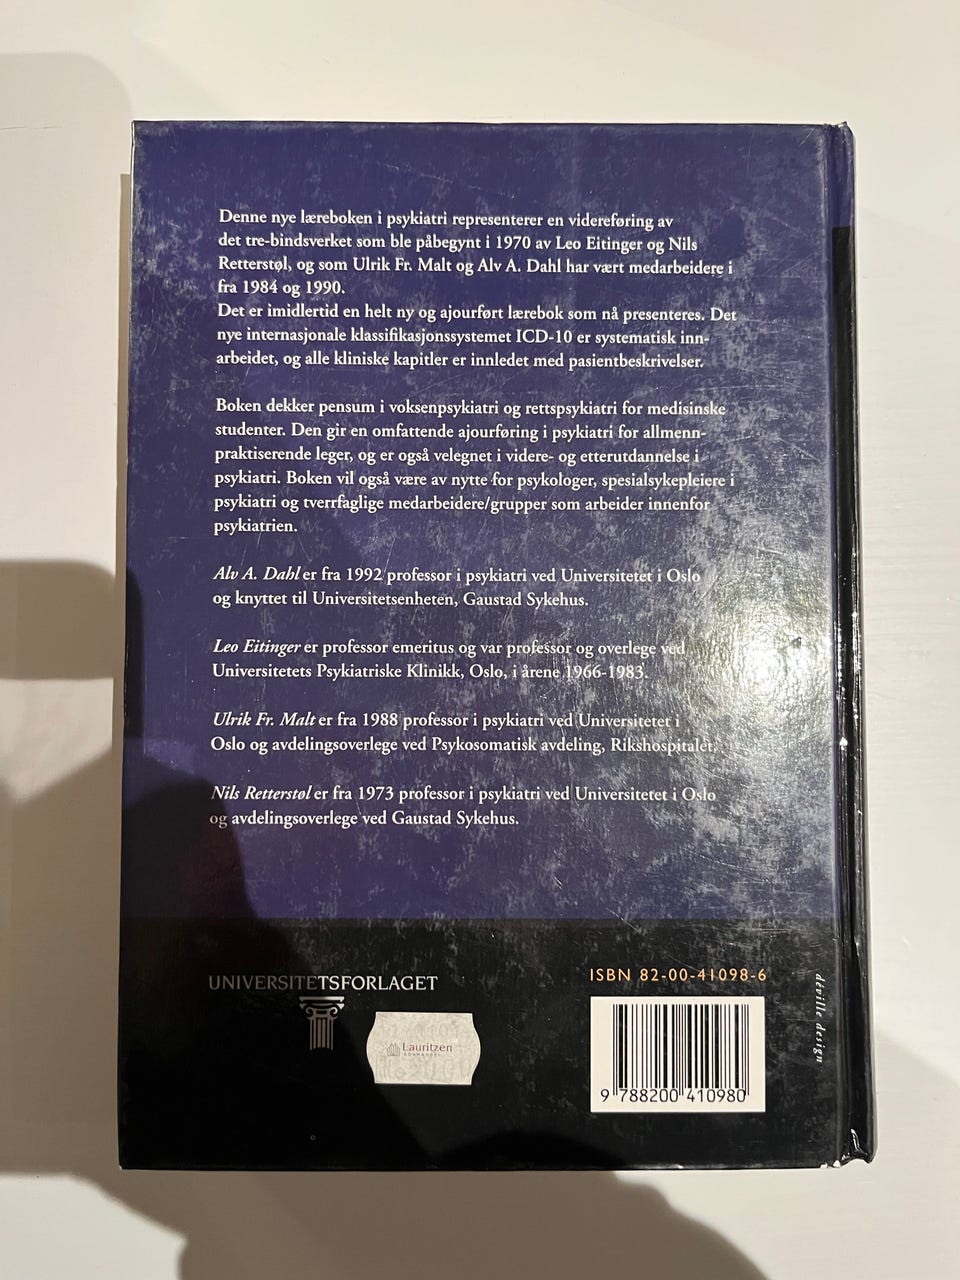 Denne nye læreboken i psykiatri representerer en videreføring av
det tre-bindsverket som ble påbegynt i 1970 av Leo Eitinger og Nils
Retterstøl, og som Ulrik Fr. Malt og Alv A. Dahl har vært medarbeidere i
fra 1984 og 1990.
Det er imidlertid en helt ny og ajourført lærebok som nå presenteres. Det
nye internasjonale klassifikasjonssystemet ICD-10 er systematisk inn-
arbeidet, og alle kliniske kapitler er innledet med pasientbeskrivelser.
Boken dekker pensum i voksenpsykiatri og rettspsykiatri for medisinske
studenter. Den gir en omfattende ajourføring i psykiatri for allmenn-
praktiserende leger, og er også velegnet i videre- og etterutdannelse i
psykiatri. Boken vil også være av nytte for psykologer, spesialsykepleiere i
psykiatri og tverrfaglige medarbeidere/grupper som arbeider innenfor
psykiatrien.
Alv A. Dahl er fra 1992 professor i psykiatri ved Universitetet i Oslo
og knyttet til Universitetsenheten, Gaustad Sykehus.
Leo Eitinger er professor emeritus og var professor og overlege ved
Universitetets Psykiatriske Klinikk, Oslo, i årene 1966-1983.
Ulrik Fr. Malt er fra 1988 professor i psykiatri ved Universitetet i
Oslo og avdelingsoverlege ved Psykosomatisk avdeling, Rikshospitalet.
Nils Retterstøl er fra 1973 professor i psykiatri ved Universitetet i Oslo
og avdelingsoverlege ved Gaustad Sykehus.
UNIVERSITETSFORLAGET
Lauritzen
ISBN 82-00-41098-6
9 788200 410980
déville design